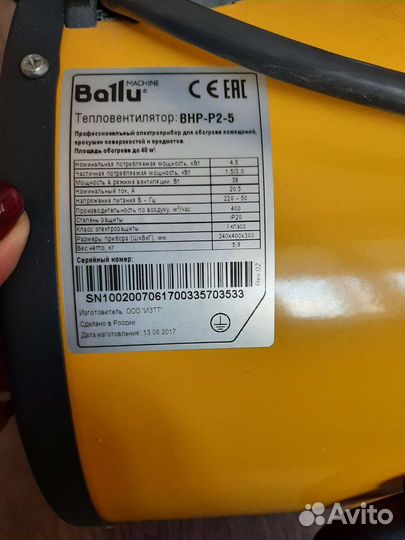 MACHINE
Ballu®
CE EAC
Тепловентилятор: BHP-P2-5
Профессиональный электроприбор для обогрева помещений,
просушки поверхностей и предметов.
Площадь обогрева до 40 м².
Номинальная потребляемая мощность, кВт 4,5
Частичная потребляемая мощность, кВт 1,5/3,0
Мощность в режиме вентиляции, Вт 38
Номинальный ток, А 20,5
Напряжение питания В ~ Гц 220 ~ 50
Производительность по воздуху, м³/час 400
Степень защиты IP20
Класс электрозащиты I класс
Размеры прибора (ШхВхГ), мм 340х400х300
Вес нетто, кг 5,9
Серийный номер:
SN1002007061700335703533
Rev 02
Изготовитель: ООО "ИЗТТ"
Сделано в России
Дата изготовления: 13.06.2017
Avito